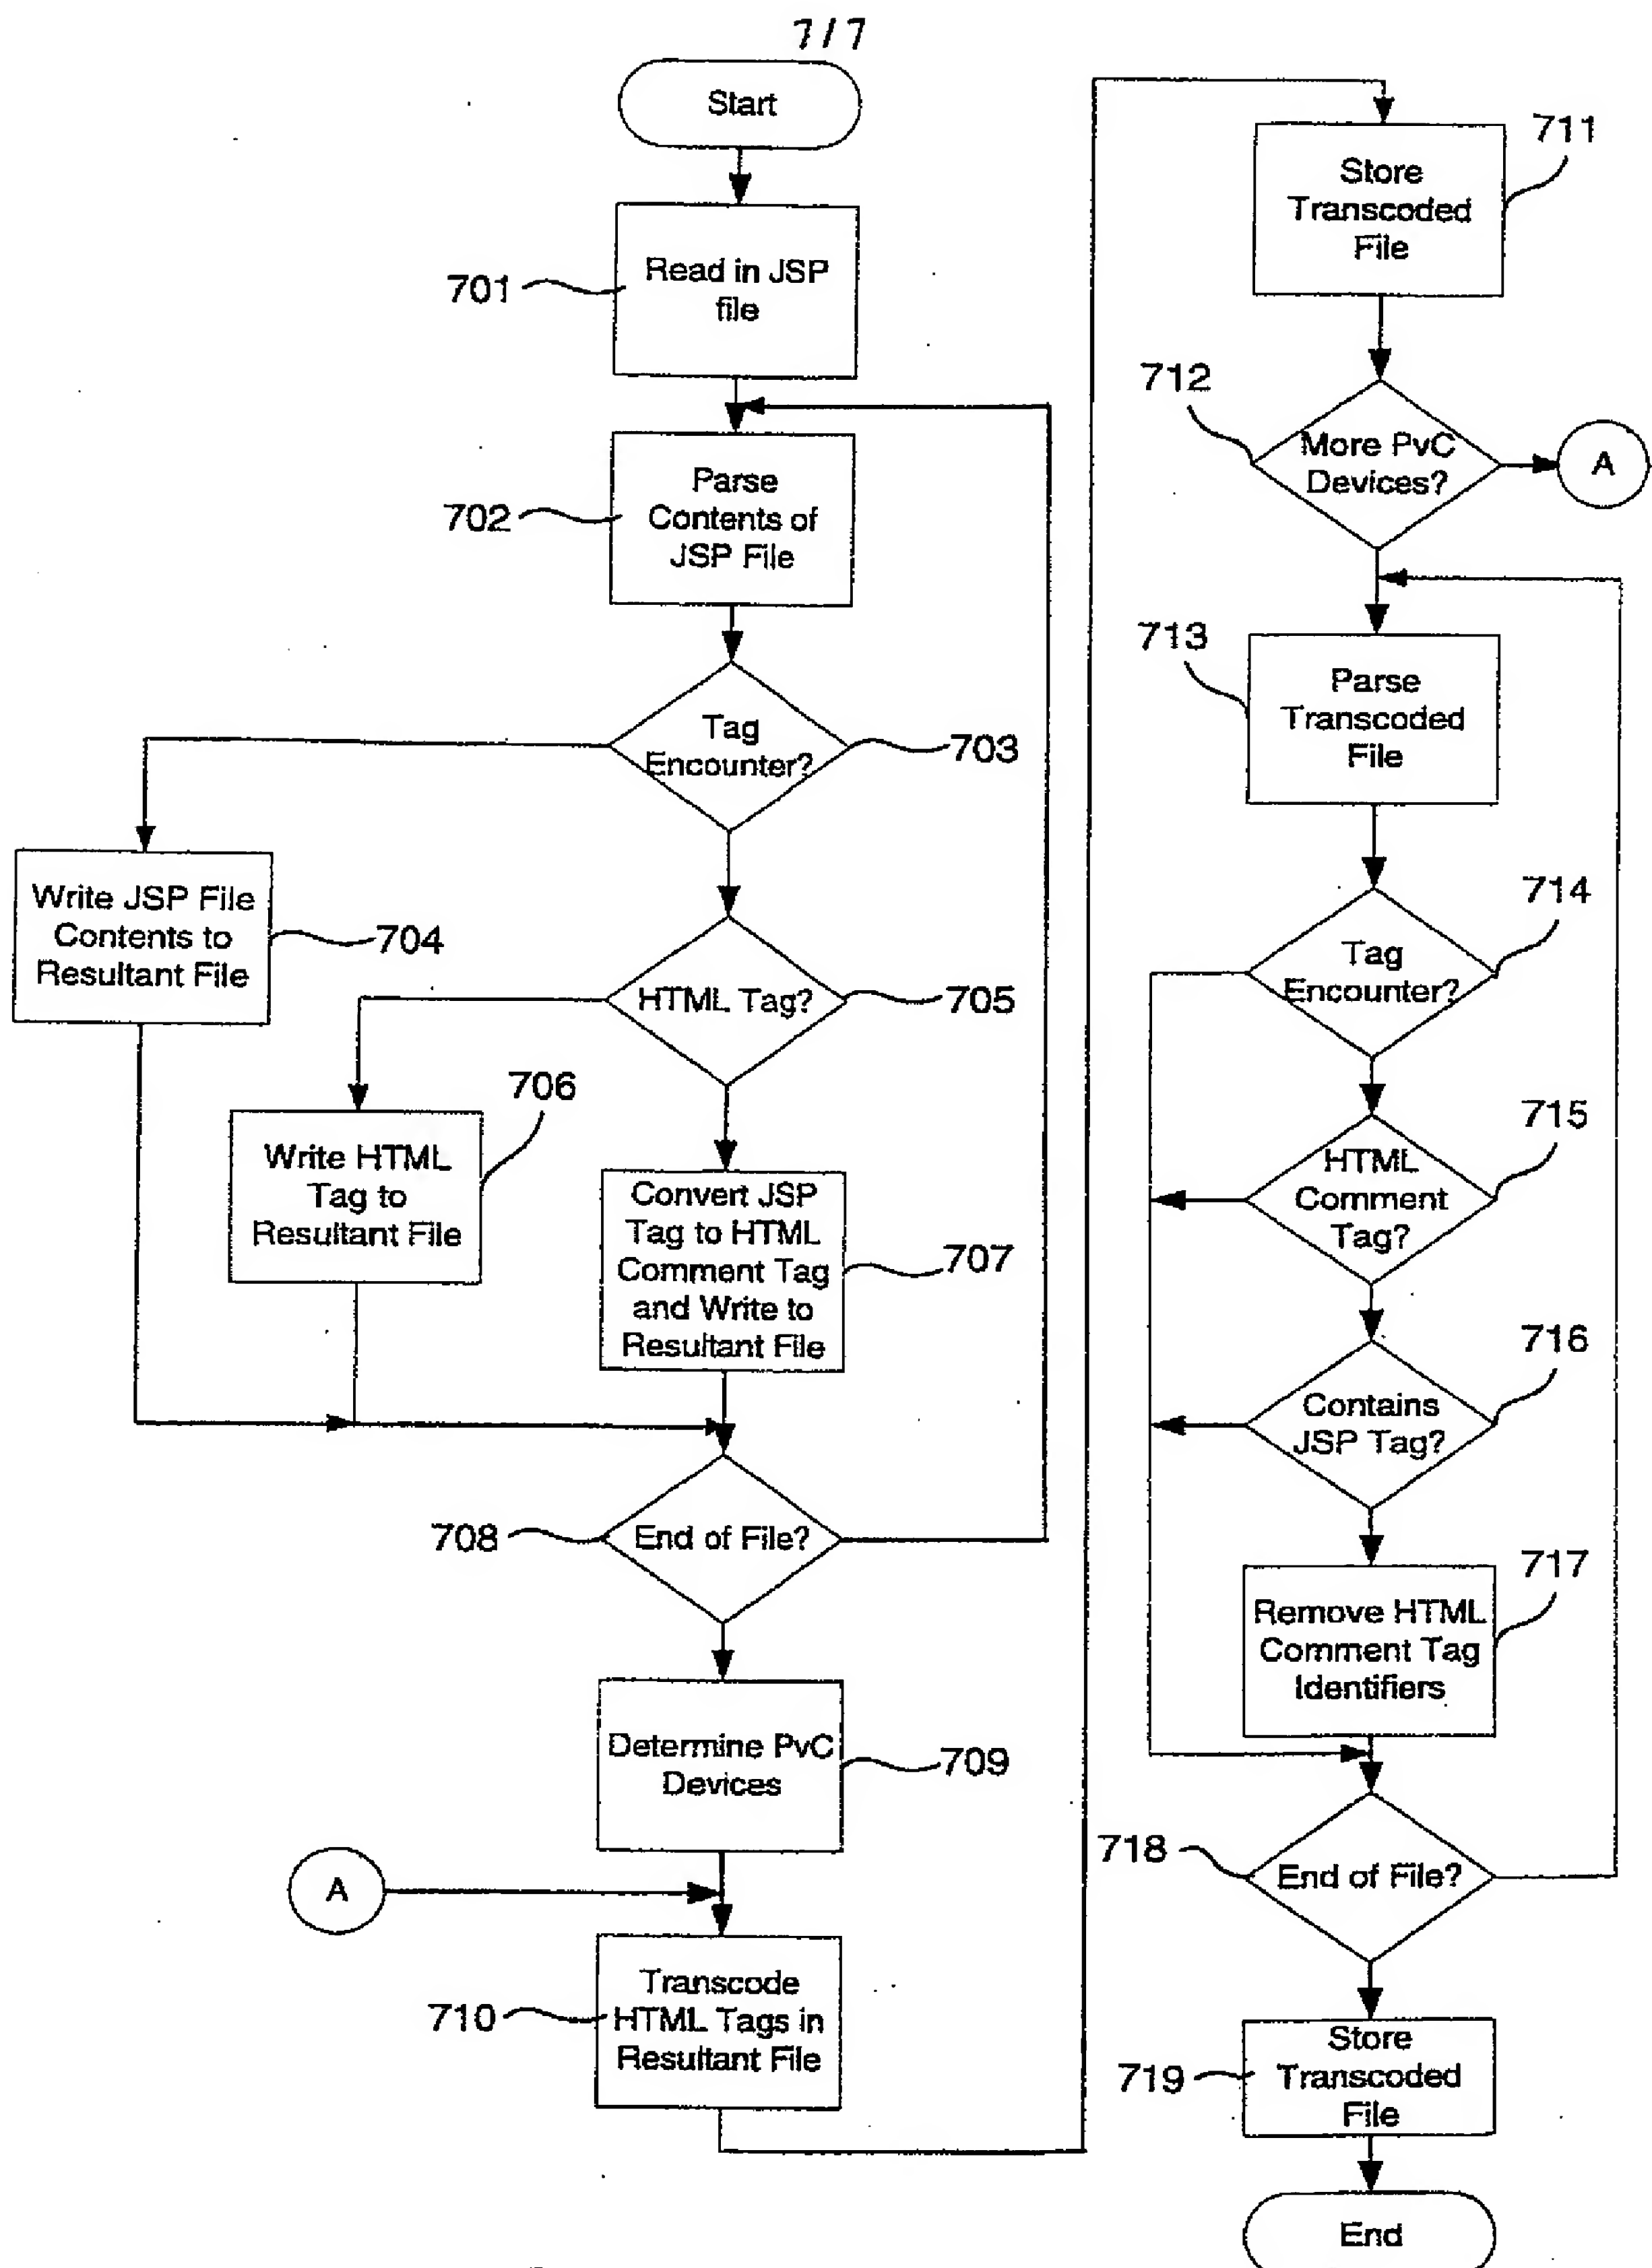 7/7
Start
Read in JSP
file
701
Parse
Contents of
JSP File
702
Tag
Encounter?
703
Write JSP File
Contents to
Resultant File
704
HTML Tag?
705
706
Write HTML
Tag to
Resultant File
Convert JSP
Tag to HTML
Comment Tag
and Write to
Resultant File
707
End of File?
708
Determine PvC
Devices
709
A
Transcode
HTML Tags in
Resultant File
710
711
Store
Transcoded
File
712
More PvC
Devices?
A
713
Parse
Transcoded
File
714
Tag
Encounter?
715
HTML
Comment
Tag?
716
Contains
JSP Tag?
717
Remove HTML
Comment Tag
Identifiers
718
End of File?
719
Store
Transcoded
File
End